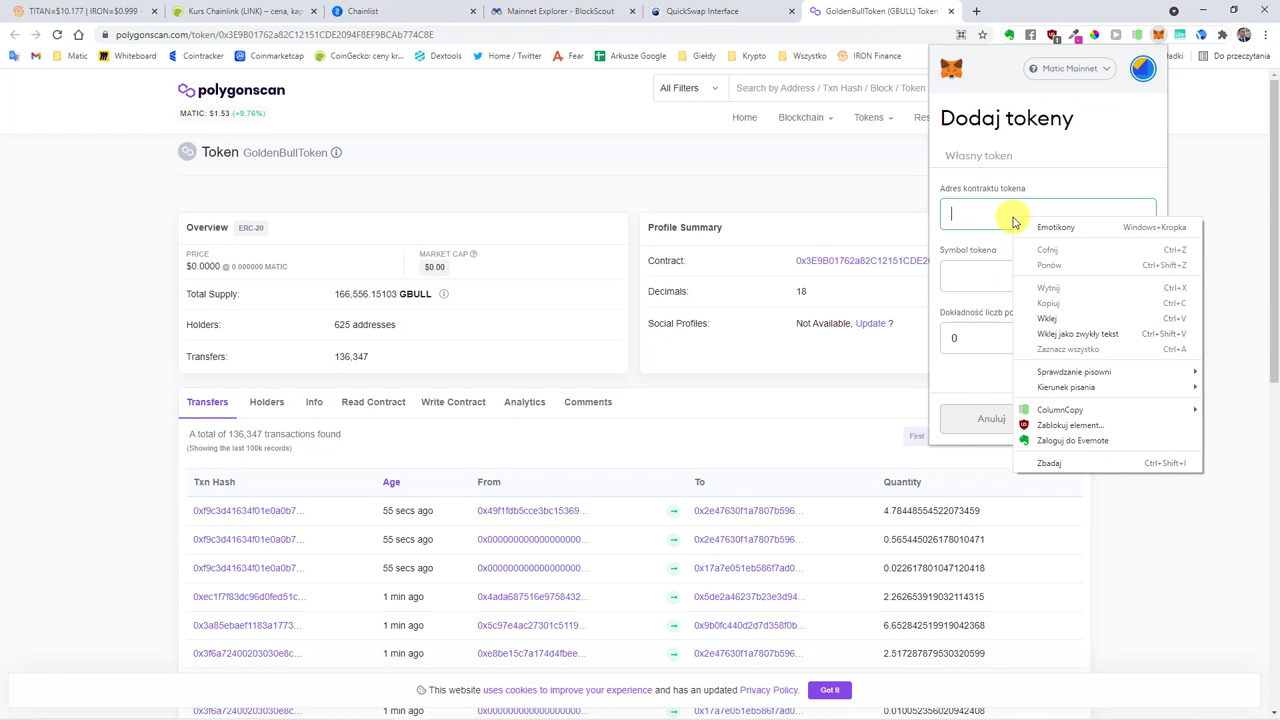 TITAN=$10.177 | IRON=$0.999
Kurs Chainlink (LINK) – cena, kap
Chainlist
Mainnet Explorer - BlockScout
QuickSwap Interface
GoldenBullToken (GBULL) Token
polygonscan.com/token/0x3E9B01762a82C12151CDE2094F8EF9BCAb774C8E
Matic
Whiteboard
Cointracker
Coinmarketcap
CoinGecko: ceny kr...
Dextools
Home / Twitter
Fear
Arkusze Google
Giełdy
Krypto
Wszystko
IRON Finance
Do przeczytania
polygonscan
All Filters
Search by Address / Txn Hash / Block / Token
MATIC: $1.53 (+9.76%)
Home
Blockchain
Tokens
Res
Token GoldenBullToken
Overview ERC-20
PRICE
$0.0000 @ 0.000000 MATIC
MARKET CAP
$0.00
Total Supply: 166,556.15103 GBULL
Holders: 625 addresses
Transfers: 136,347
Profile Summary
Contract: 0x3E9B01762a82C12151CDE2
Decimals: 18
Social Profiles: Not Available, Update ?
Transfers Holders Info Read Contract Write Contract Analytics Comments
A total of 136,347 transactions found
(Showing the last 100k records)
First
Txn Hash Age From To Quantity
0xf9c3d41634f01e0a0b7... 55 secs ago 0x49f1fdb5cce3bc15369... 0x2e47630f1a7807b596... 4.78448554522073459
0xf9c3d41634f01e0a0b7... 55 secs ago 0x000000000000000000... 0x2e47630f1a7807b596... 0.565445026178010471
0xf9c3d41634f01e0a0b7... 55 secs ago 0x000000000000000000... 0x17a7e051eb586f7ad0... 0.022617801047120418
0xec1f7f83dc96d0fed51c... 1 min ago 0x4ada687516e9758432... 0x5de2a46237b23e3d94... 2.262653919032114315
0x3a85ebaef1183a1773... 1 min ago 0x5c97e4ac27301c5119... 0x9b0fc440d2d7d358f0b... 6.652842519919042368
0x3f6a72400203030e8c... 1 min ago 0xe8be15c7a174d4fbee... 0x2e47630f1a7807b596... 2.517287879530320599
This website uses cookies to improve your experience and has an updated Privacy Policy.
Got It
0x3f6a72400203030e8c... 1 min ago 0x000000000000000000... 0x2e47630f1a7807b596... 0.010052352371983714
Matic Mainnet
Dodaj tokeny
Własny token
Adres kontraktu tokena
Symbol tokena
Dokładność liczb po
0
Anuluj
Emotikony Windows+Kropka
Cofnij Ctrl+Z
Ponów Ctrl+Shift+Z
Wytnij Ctrl+X
Kopiuj Ctrl+C
Wklej Ctrl+V
Wklej jako zwykły tekst Ctrl+Shift+V
Zaznacz wszystko Ctrl+A
Sprawdzanie pisowni
Kierunek pisania
ColumnCopy
Zablokuj element...
Zaloguj do Evernote
Zbadaj Ctrl+Shift+I